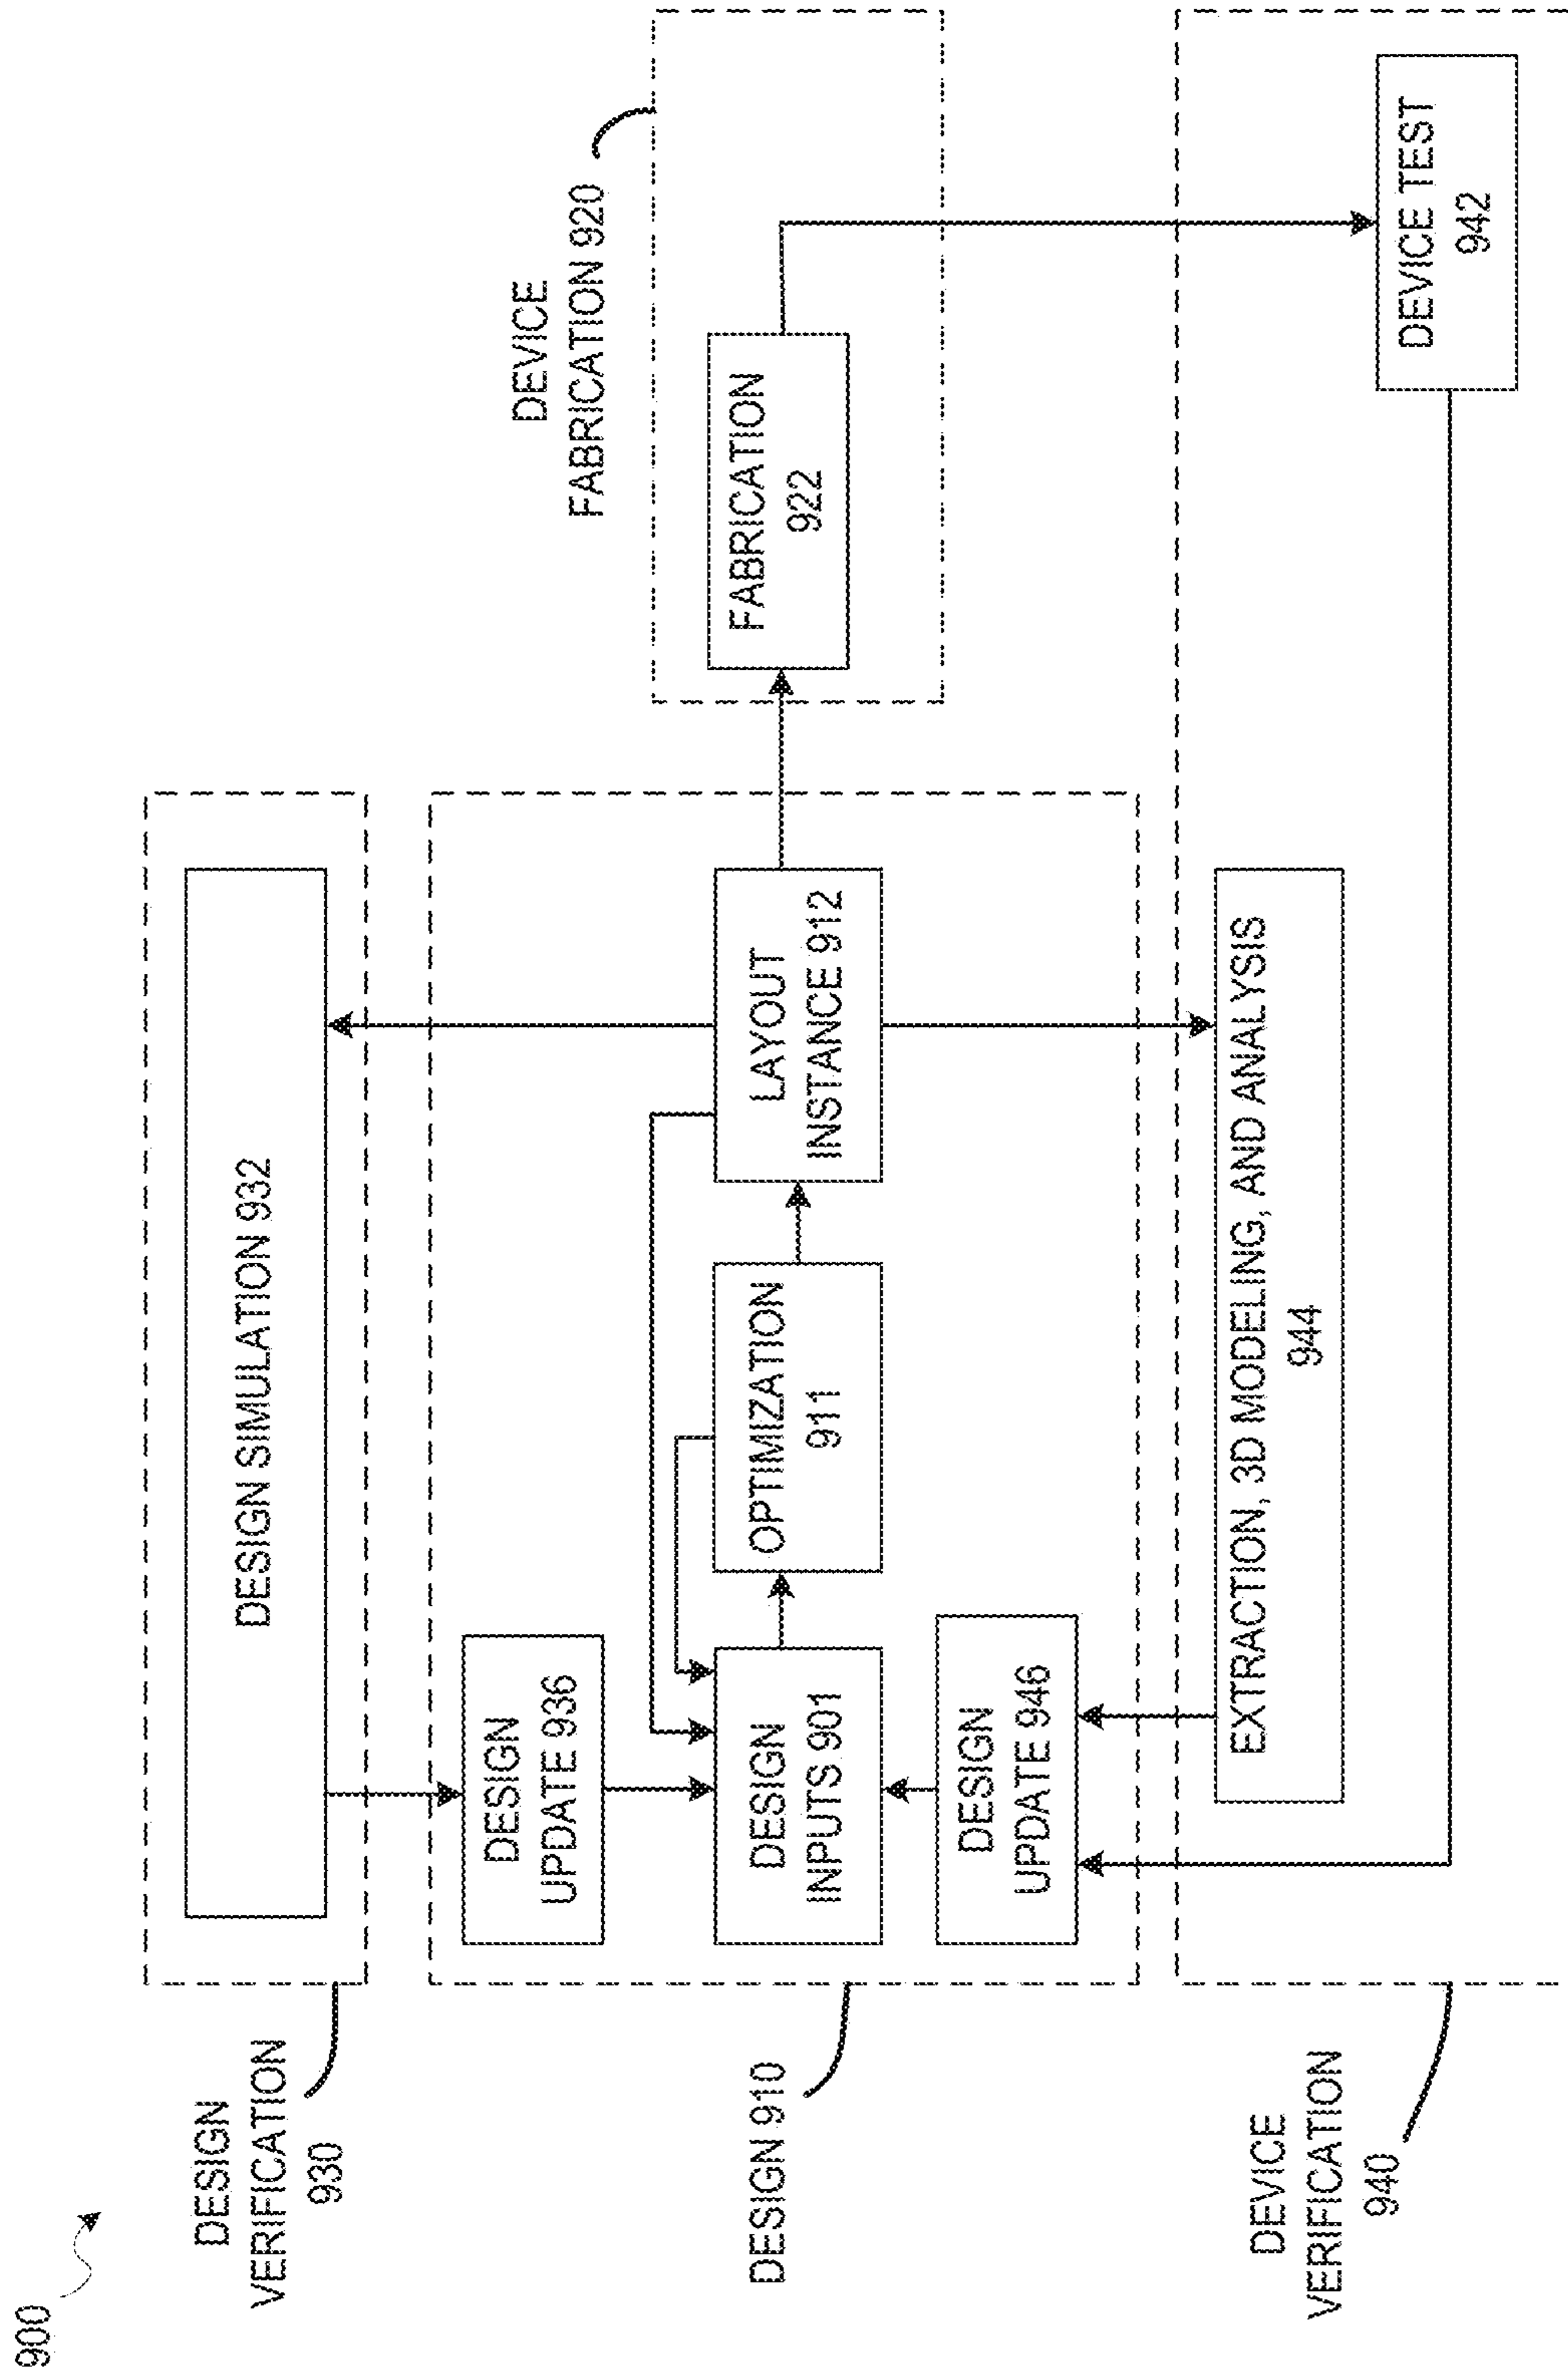 900
DESIGN
VERIFICATION
930
DESIGN SIMULATION 932
DESIGN 910
DESIGN
UPDATE 936
DESIGN
INPUTS 901
DESIGN
UPDATE 946
OPTIMIZATION
911
LAYOUT
INSTANCE 912
DEVICE
FABRICATION 920
FABRICATION
922
DEVICE
VERIFICATION
940
EXTRACTION, 3D MODELING, AND ANALYSIS
944
DEVICE TEST
942